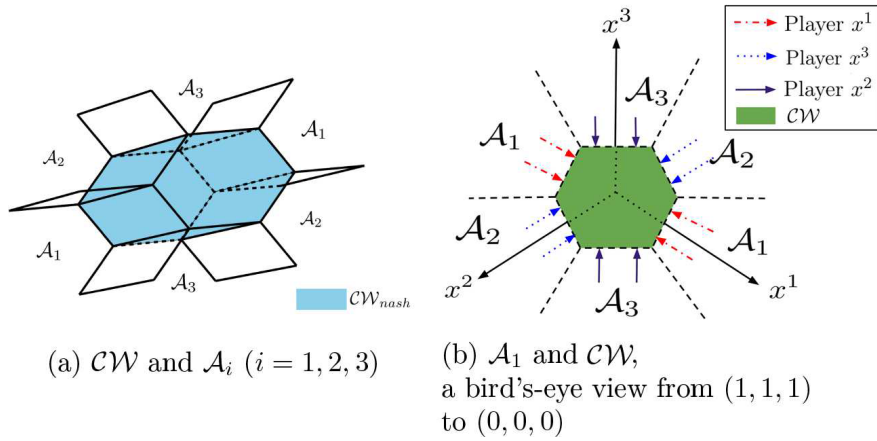 𝒜₃
𝒜₁
𝒜₂
𝒜₂
𝒜₁
𝒜₃
𝒞𝒲ₙₐₛₕ
(a) 𝒞𝒲 and 𝒜ᵢ (i = 1, 2, 3)
x³
Player x¹
Player x³
Player x²
𝒞𝒲
𝒜₃
𝒜₁
𝒜₂
𝒜₂
𝒜₁
x²
𝒜₃
x¹
(b) 𝒜₁ and 𝒞𝒲,
a bird's-eye view from (1, 1, 1)
to (0, 0, 0)